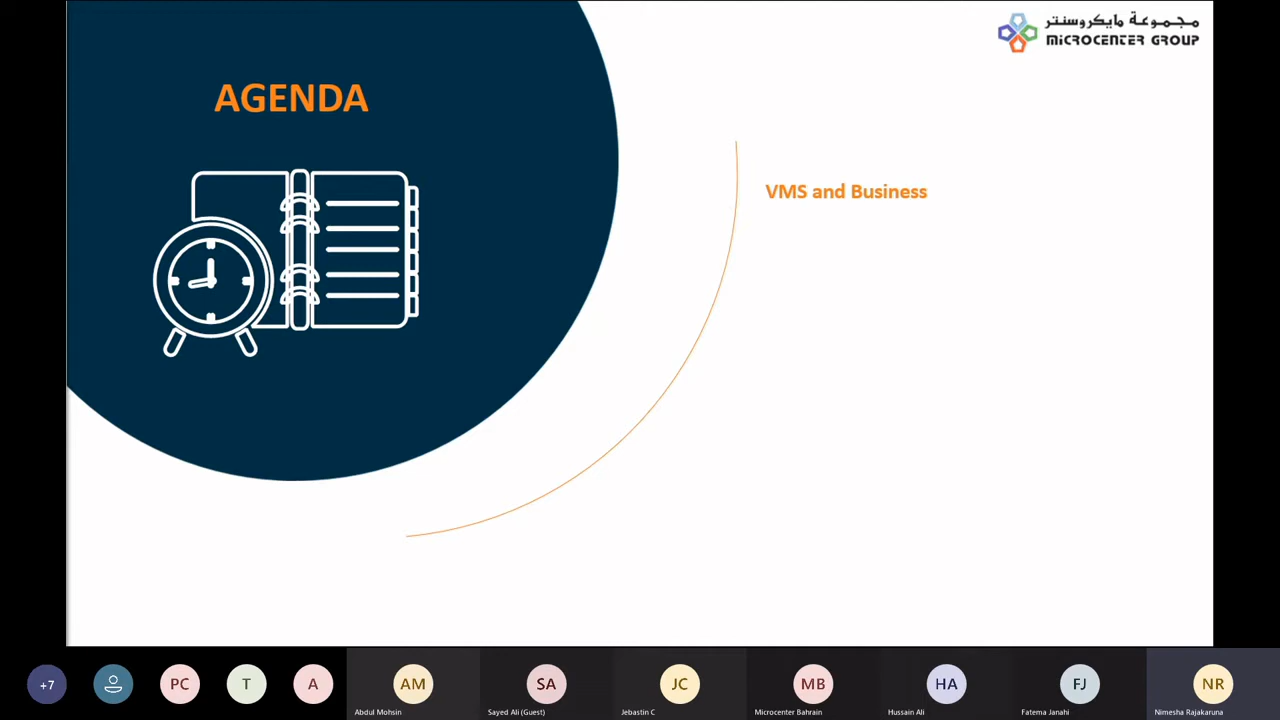 مجموعة مايكروسنتر
MICROCENTER GROUP
AGENDA
VMS and Business
+7
PC
T
A
AM
SA
JC
MB
HA
FJ
NR
Abdul Mohsin
Sayed Ali (Guest)
Jebastin C
Microcenter Bahrain
Hussain Ali
Fatema Janahi
Nimesha Rajakaruna